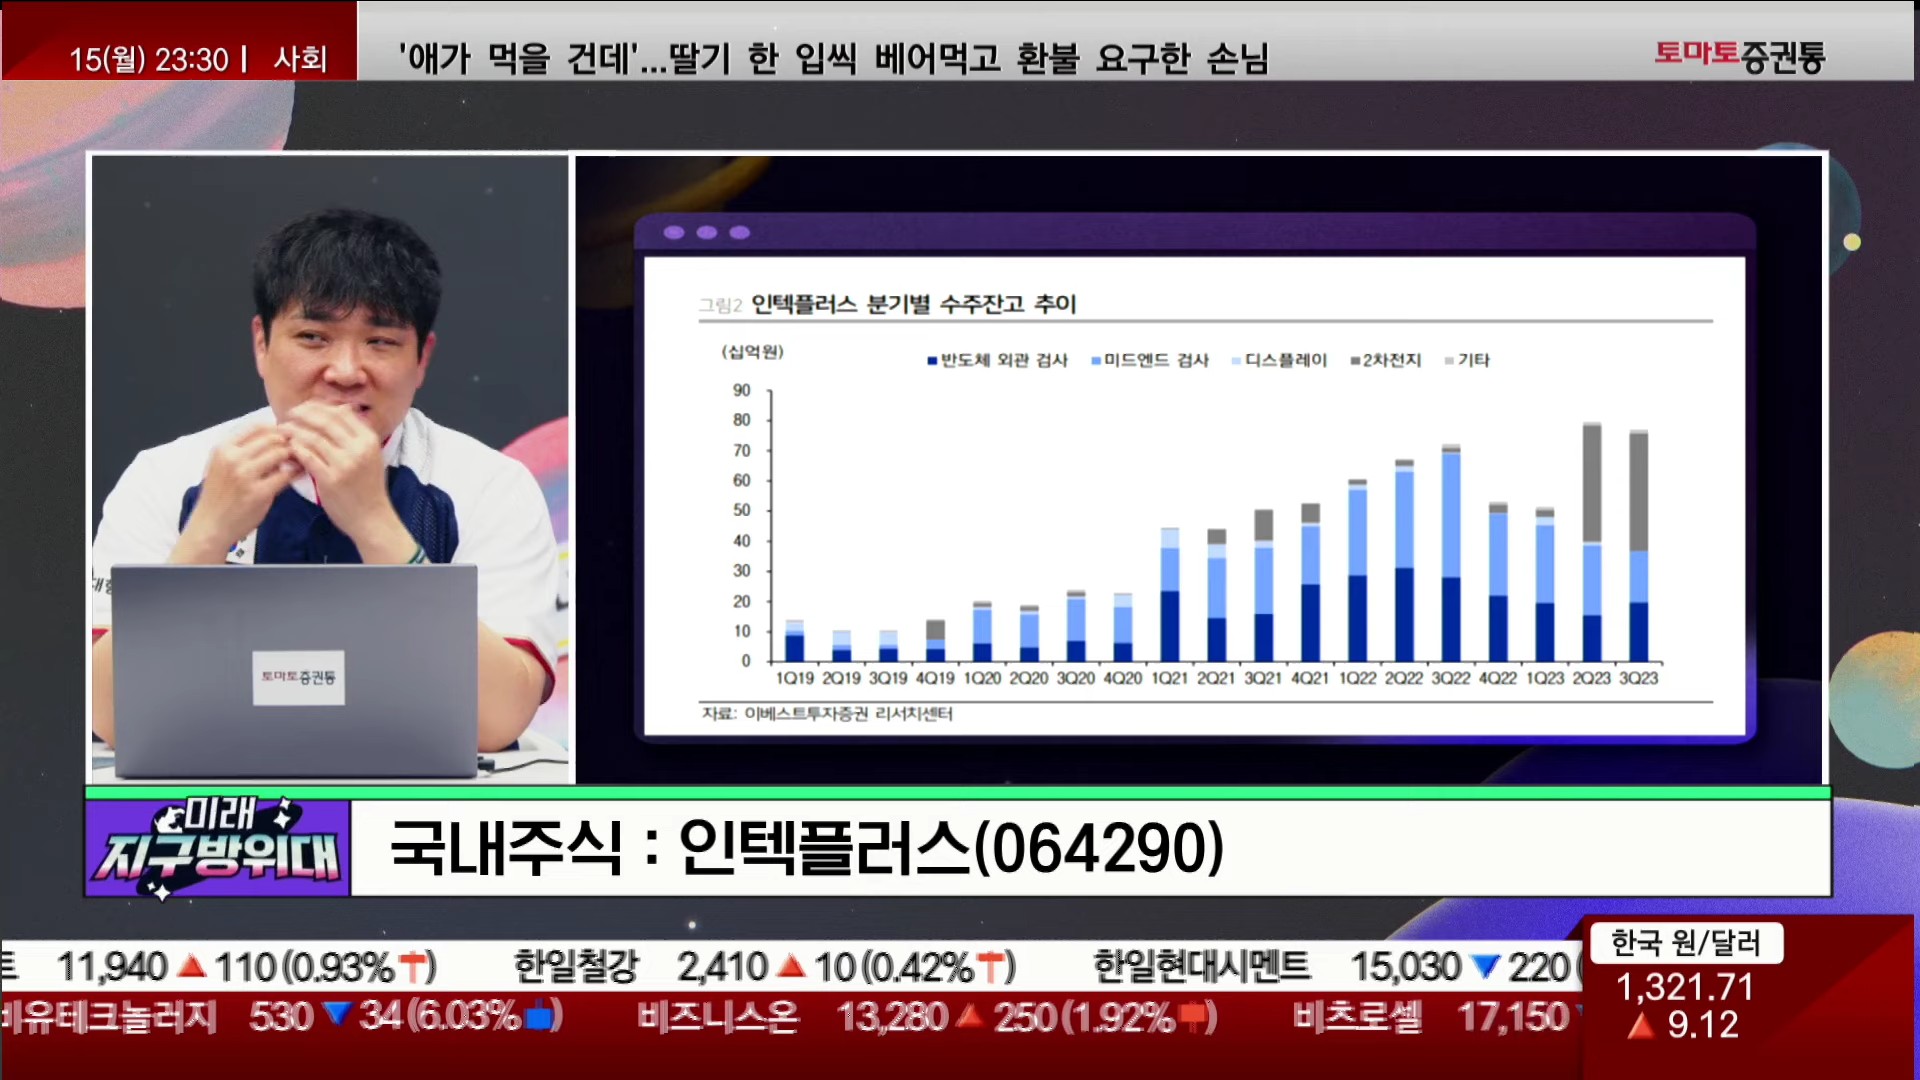 15(월) 23:30 | 사회
'애가 먹을 건데'...딸기 한 입씩 베어먹고 환불 요구한 손님
토마토증권통
그림2 인텍플러스 분기별 수주잔고 추이
(십억원)
반도체 외관 검사 미드엔드 검사 디스플레이 2차전지 기타
90
80
70
60
50
40
30
20
10
0
1Q19 2Q19 3Q19 4Q19 1Q20 2Q20 3Q20 4Q20 1Q21 2Q21 3Q21 4Q21 1Q22 2Q22 3Q22 4Q22 1Q23 2Q23 3Q23
자료: 이베스트투자증권 리서치센터
토마토증권통
미래
지구방위대
국내주식 : 인텍플러스(064290)
11,940 ▲ 110 (0.93%↑) 한일철강 2,410 ▲ 10 (0.42%↑) 한일현대시멘트 15,030 ▼ 220 (
유테크놀러지 530 ▼ 34 (6.03% ) 비즈니스온 13,280 ▲ 250 (1.92% ) 비츠로셀 17,150
한국 원/달러
1,321.71
▲ 9.12